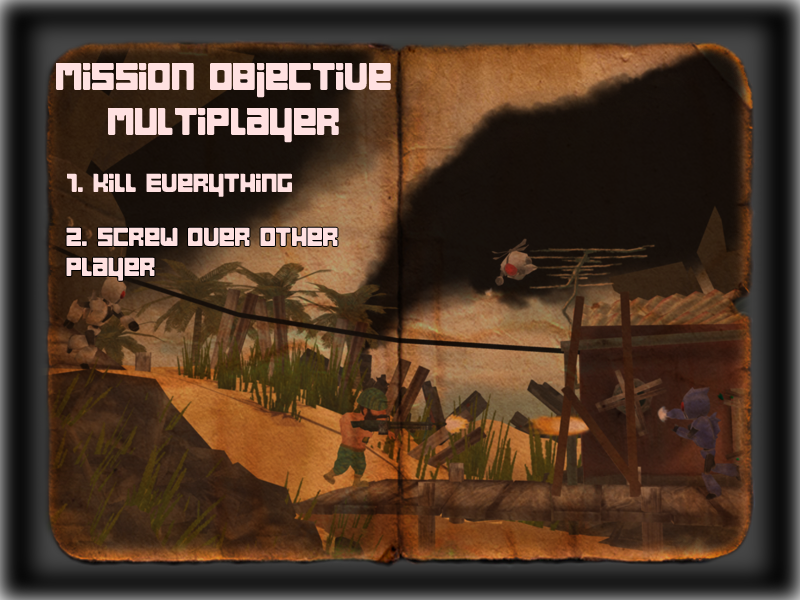 MISSION OBJECTIVE
MULTIPLAYER
1. KILL EVERYTHING
2. SCREW OVER OTHER
PLAYER